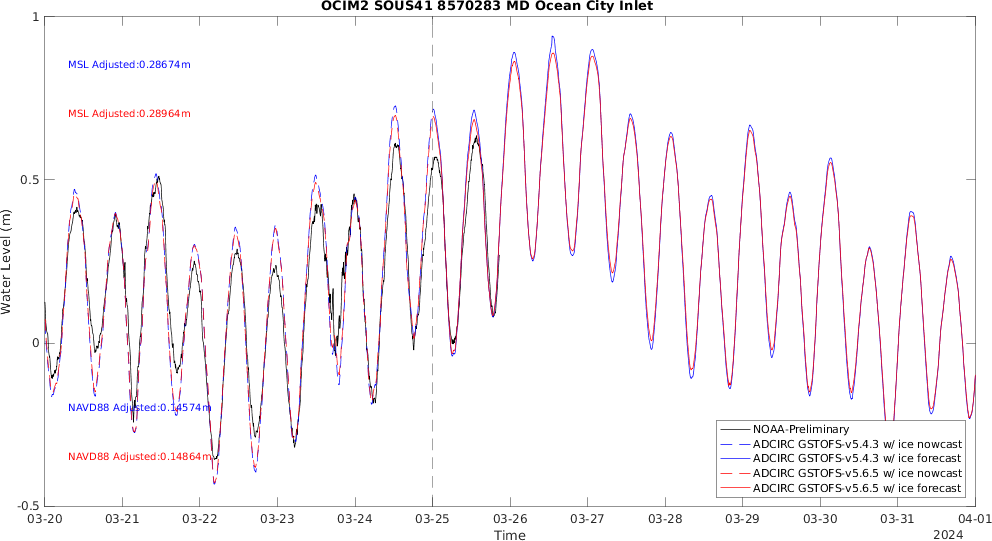 OCIM2 SOUS41 8570283 MD Ocean City Inlet
1
MSL Adjusted:0.28674m
MSL Adjusted:0.28964m
0.5
Water Level (m)
0
NAVD88 Adjusted:0.14574m
NAVD88 Adjusted:0.14864m
NOAA-Preliminary
ADCIRC GSTOFS-v5.4.3 w/ ice nowcast
ADCIRC GSTOFS-v5.4.3 w/ ice forecast
ADCIRC GSTOFS-v5.6.5 w/ ice nowcast
ADCIRC GSTOFS-v5.6.5 w/ ice forecast
-0.5
03-20 03-21 03-22 03-23 03-24 03-25 03-26 03-27 03-28 03-29 03-30 03-31 04-01
Time
2024